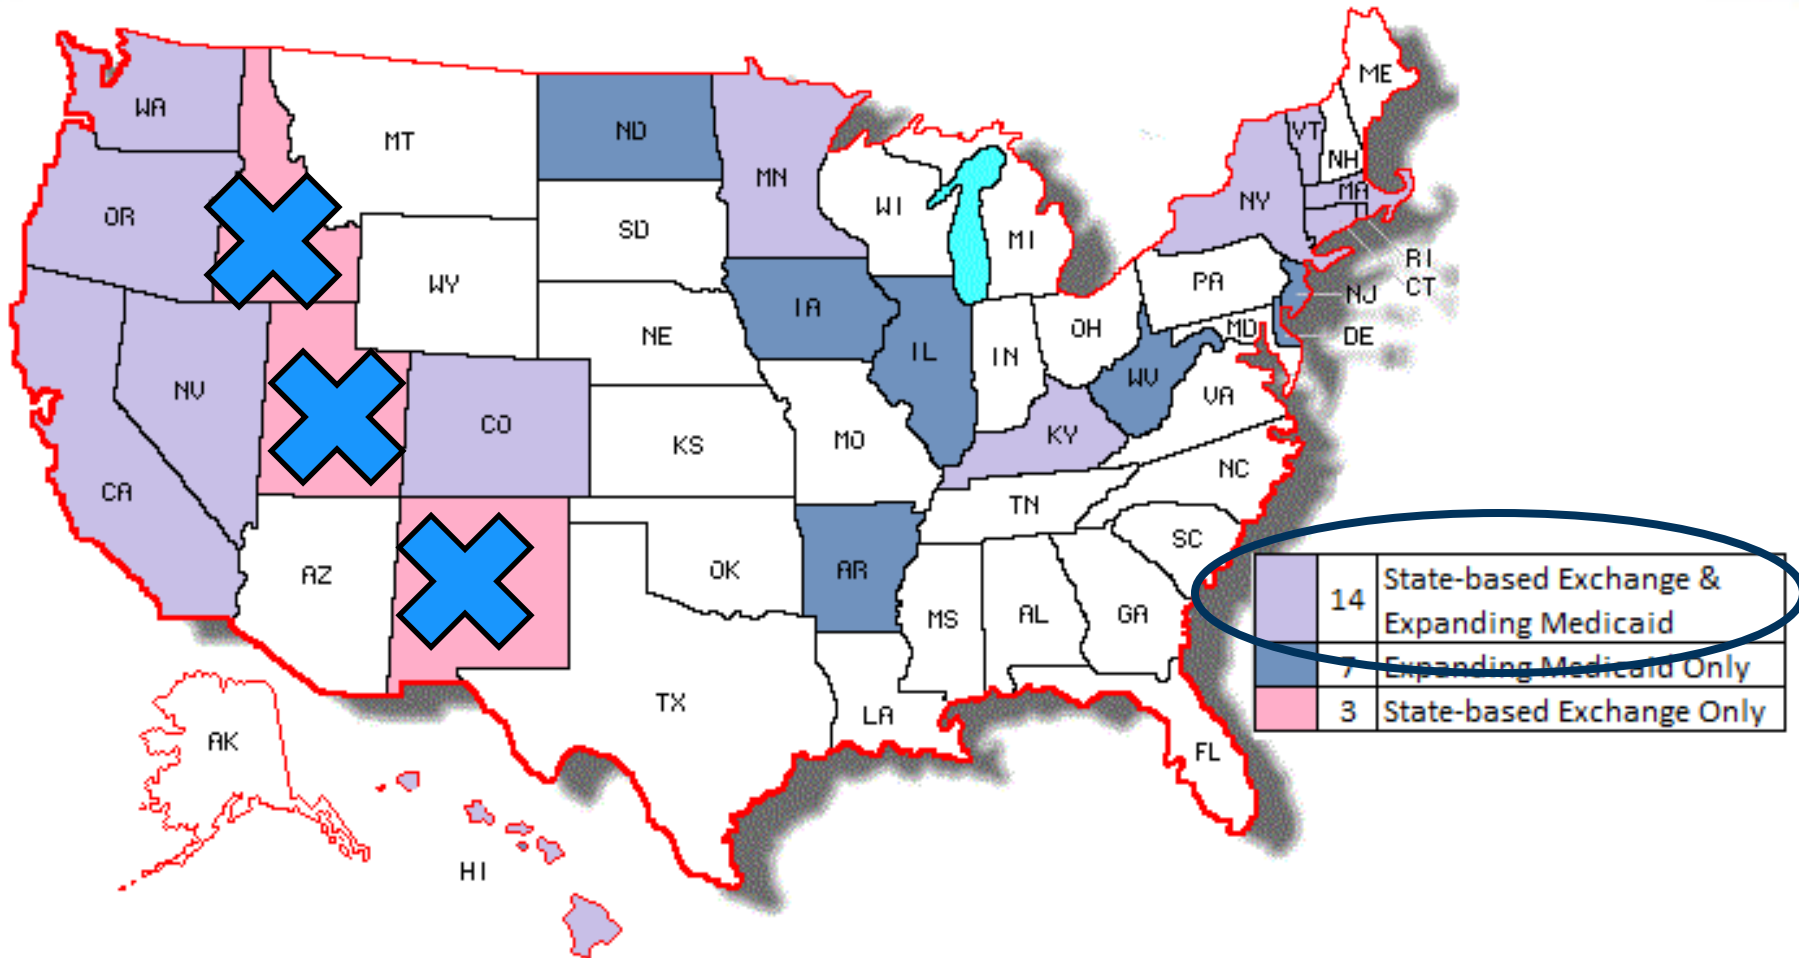 ME
WA
MT
ND
VT
NH
MN
MA
OR
WI
NY
SD
MI
RI
WY
PA
CT
NJ
IA
NE
OH
MD
DE
IL
IN
NV
WV
VA
CO
KS
MO
KY
CA
NC
TN
AZ
OK
AR
SC
MS
AL
GA
14 State-based Exchange &
Expanding Medicaid
7 Expanding Medicaid Only
3 State-based Exchange Only
TX
LA
AK
FL
HI